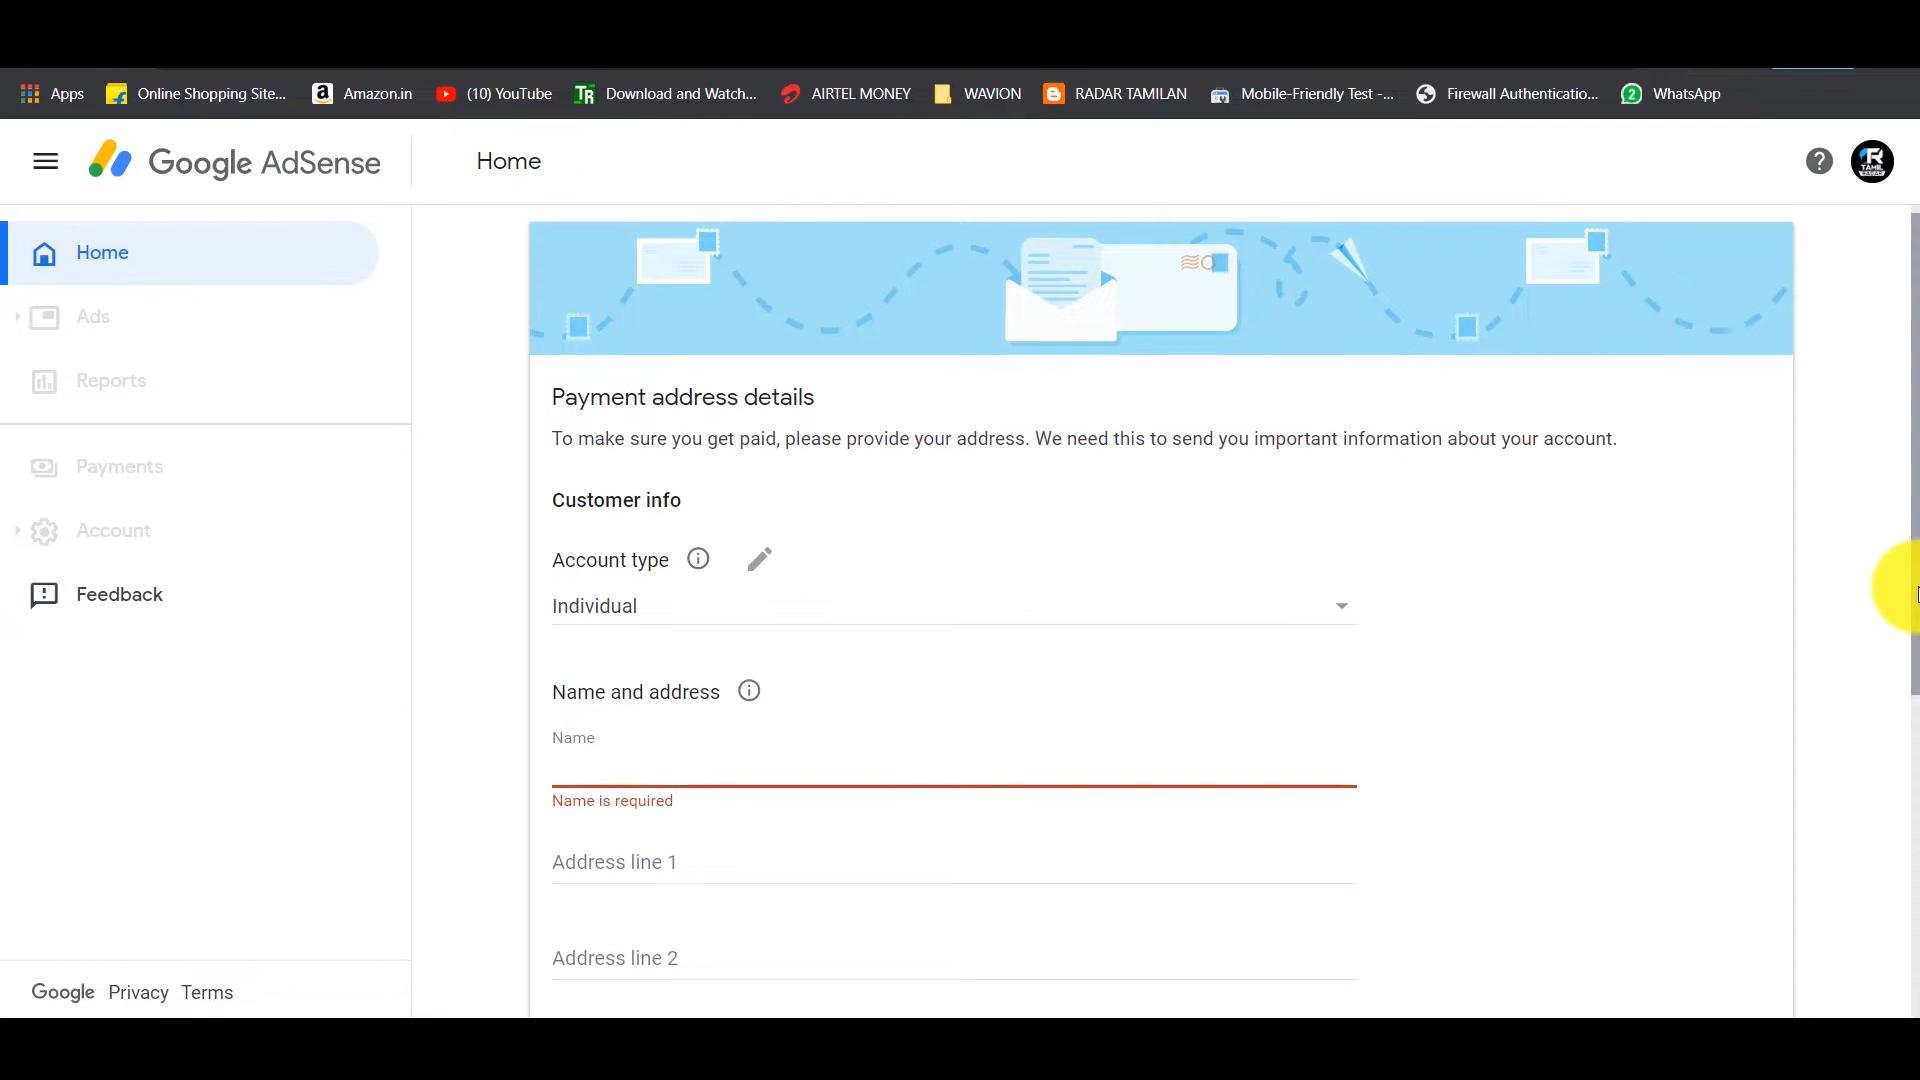 Apps Online Shopping Site... Amazon.in (10) YouTube Download and Watch... AIRTEL MONEY WAVION RADAR TAMILAN Mobile-Friendly Test -... Firewall Authenticatio... 2 WhatsApp
Google AdSense Home
Home
Ads
Reports
Payments
Account
Feedback
Google Privacy Terms
Payment address details
To make sure you get paid, please provide your address. We need this to send you important information about your account.
Customer info
Account type
Individual
Name and address
Name
Name is required
Address line 1
Address line 2